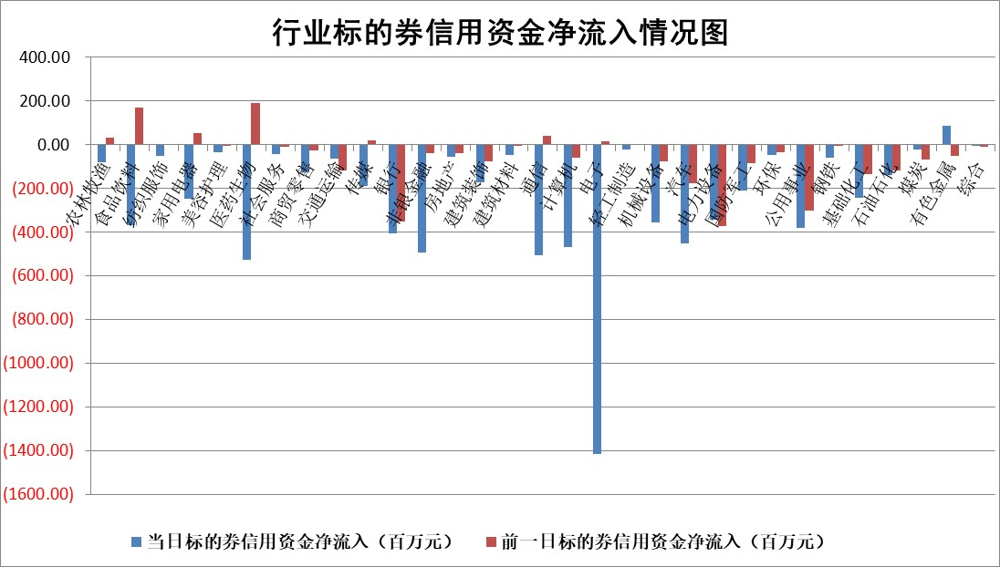 行业标的券信用资金净流入情况图
400.00
200.00
0.00
(200.00)
(400.00)
(600.00)
(800.00)
(1000.00)
(1200.00)
(1400.00)
(1600.00)
农林牧渔
食品饮料
纺织服饰
家用电器
美容护理
医药生物
社会服务
商贸零售
交通运输
传媒
银行
非银金融
房地产
建筑装饰
建筑材料
通信
计算机
电子
轻工制造
机械设备
汽车
电力设备
国防军工
环保
公用事业
钢铁
基础化工
石油石化
煤炭
有色金属
综合
当日标的券信用资金净流入（百万元）
前一日标的券信用资金净流入（百万元）